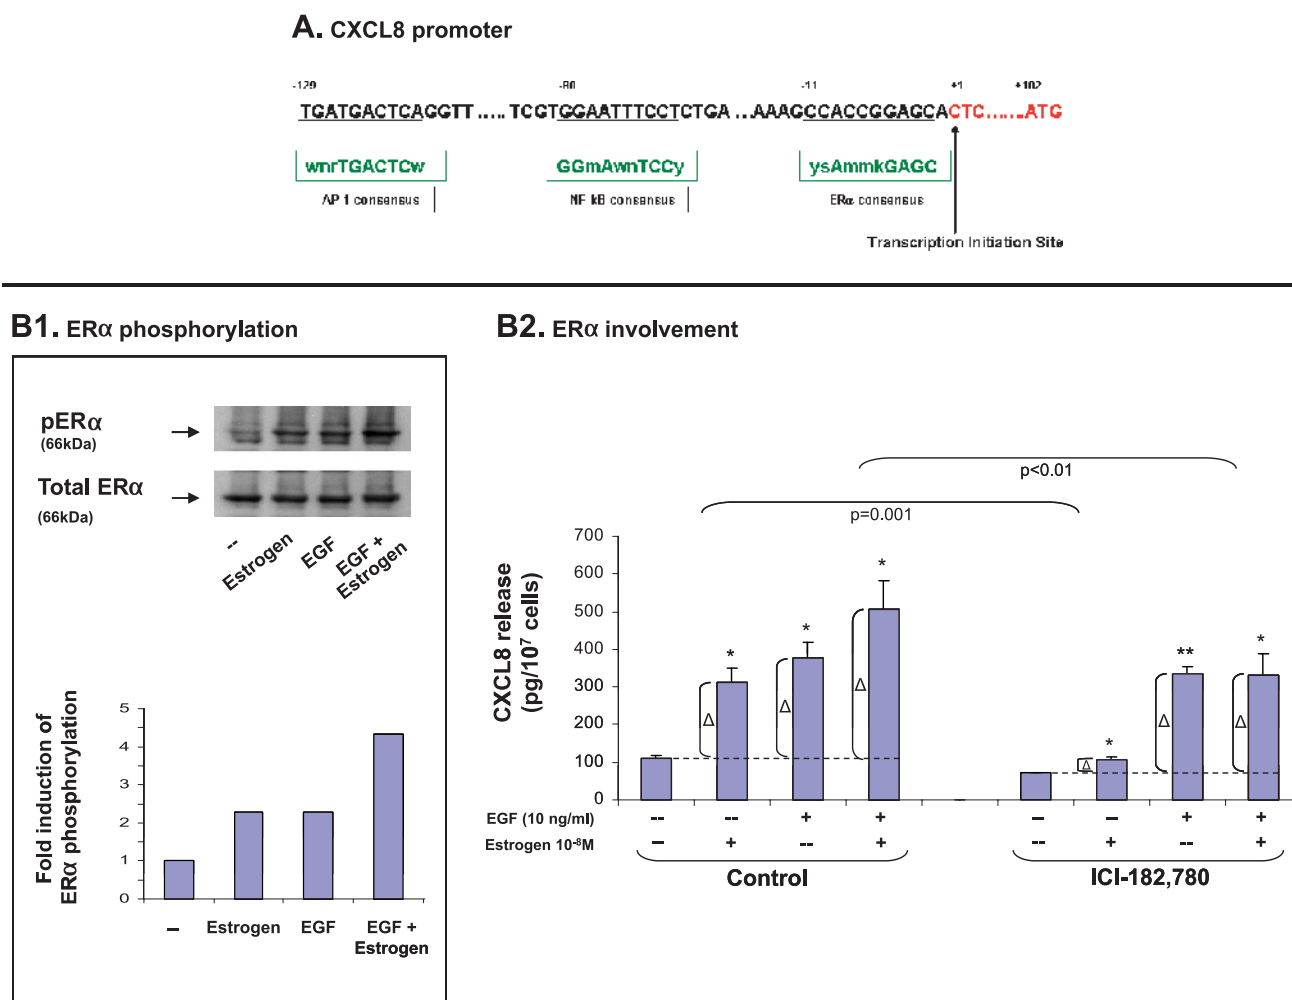 A. CXCL8 promoter
-129 -80 -11 +1 +102
TGATGACTCAGGTT ..... TCGTGGAATTTCCTCTGA ...AAAGCCACCGGAGCACTC.......ATG
wnrTGACTCw GGmAwnTCCy ysAmmkGAGC
AP 1 consensus NF kB consensus ERα consensus
Transcription Initiation Site
B1. ERα phosphorylation
pERα
(66kDa)
Total ERα
(66kDa)
--
Estrogen
EGF
EGF +
Estrogen
Fold induction of
ERα phosphorylation
5
4
3
2
1
0
– Estrogen EGF EGF +
Estrogen
B2. ERα involvement
p<0.01
p=0.001
CXCL8 release
(pg/10⁷ cells)
700
600
500
400
300
200
100
0
* * * * ** *
Δ Δ Δ Δ Δ Δ
EGF (10 ng/ml) -- -- + + – – + +
Estrogen 10⁻⁸M – + -- + -- + -- +
Control ICI-182,780